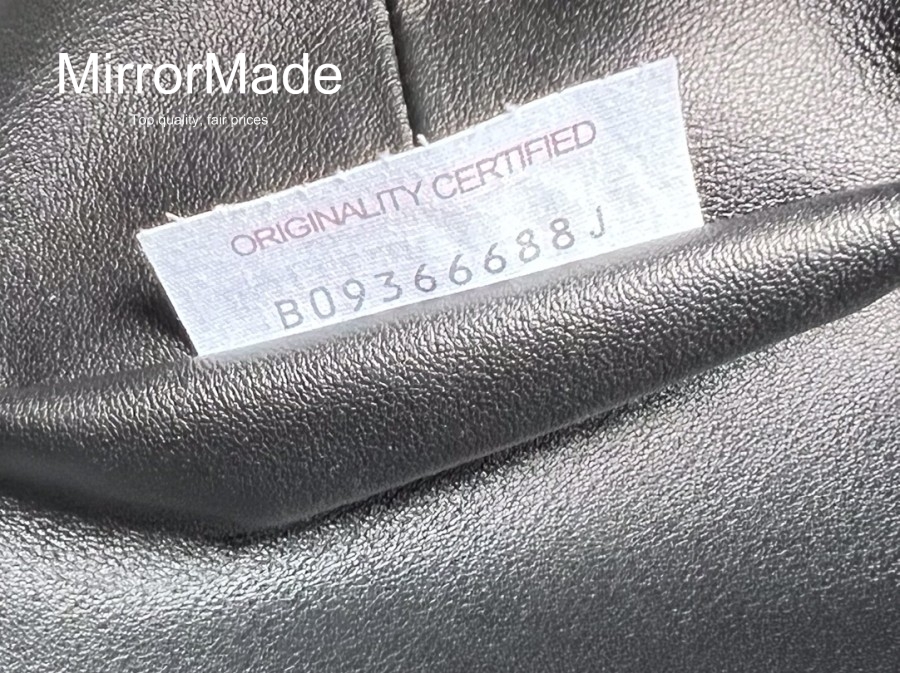 MirrorMade
Top quality, fair prices
ORIGINALITY CERTIFIED
B09366688J